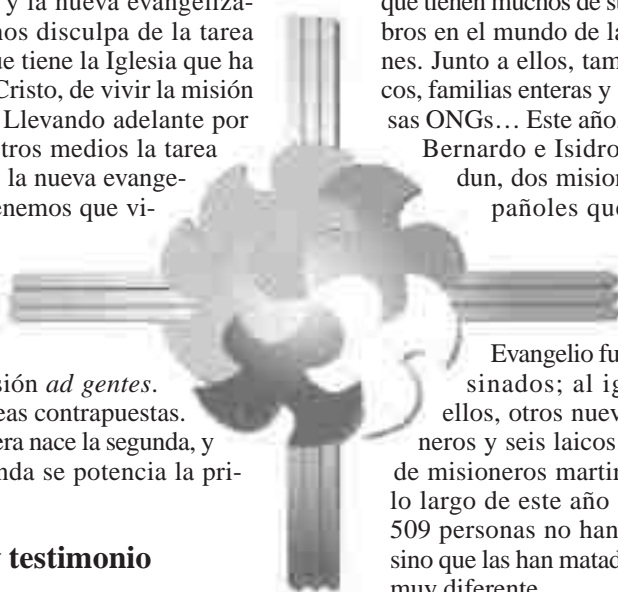 y la nueva evangeliza-
nos disculpa de la tarea
ue tiene la Iglesia que ha
Cristo, de vivir la misión
Llevando adelante por
tros medios la tarea
la nueva evange-
enemos que vi-
sión ad gentes.
eas contrapuestas.
era nace la segunda, y
nda se potencia la pri-
testimonio
que tienen muchos de su
bros en el mundo de la
nes. Junto a ellos, tam
cos, familias enteras y
sas ONGs… Este año,
Bernardo e Isidro
dun, dos mision
pañoles que
Evangelio fu
sinados; al ig
ellos, otros nuev
neros y seis laicos
de misioneros martir
lo largo de este año
509 personas no han
sino que las han matad
muy diferente